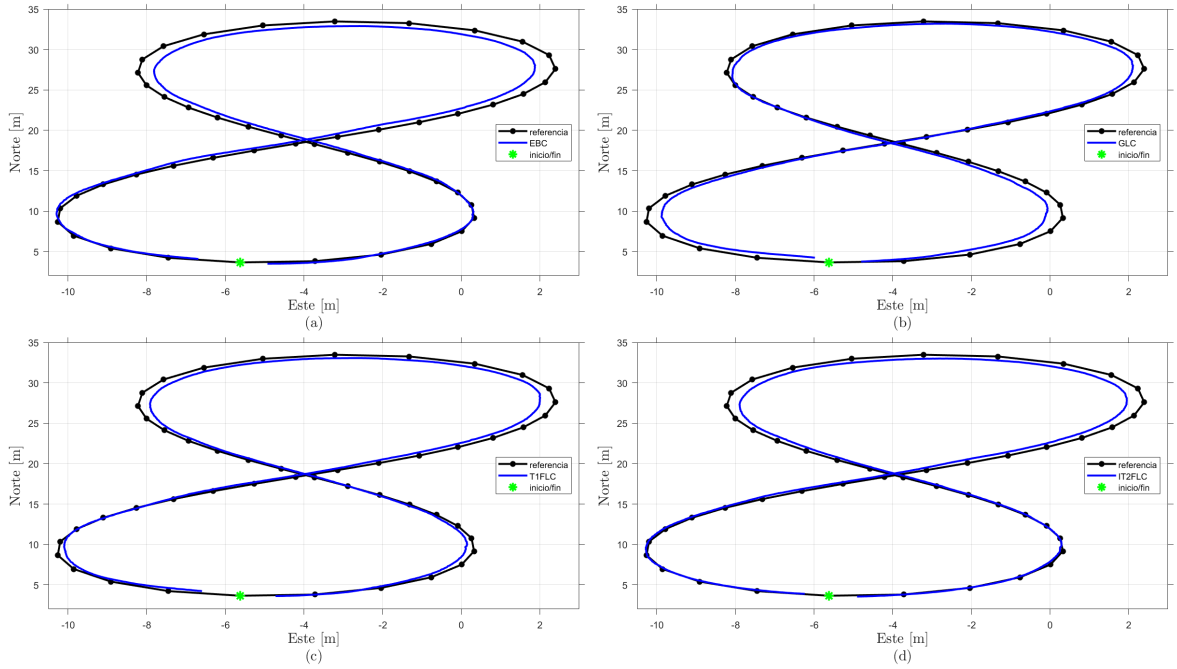 35
30
25
20
15
10
5
Norte [m]
-10 -8 -6 -4 -2 0 2
Este [m]
(a)
referencia
EBC
inicio/fin
35
30
25
20
15
10
5
Norte [m]
-10 -8 -6 -4 -2 0 2
Este [m]
(b)
referencia
GLC
inicio/fin
35
30
25
20
15
10
5
Norte [m]
-10 -8 -6 -4 -2 0 2
Este [m]
(c)
referencia
T1FLC
inicio/fin
35
30
25
20
15
10
5
Norte [m]
-10 -8 -6 -4 -2 0 2
Este [m]
(d)
referencia
IT2FLC
inicio/fin